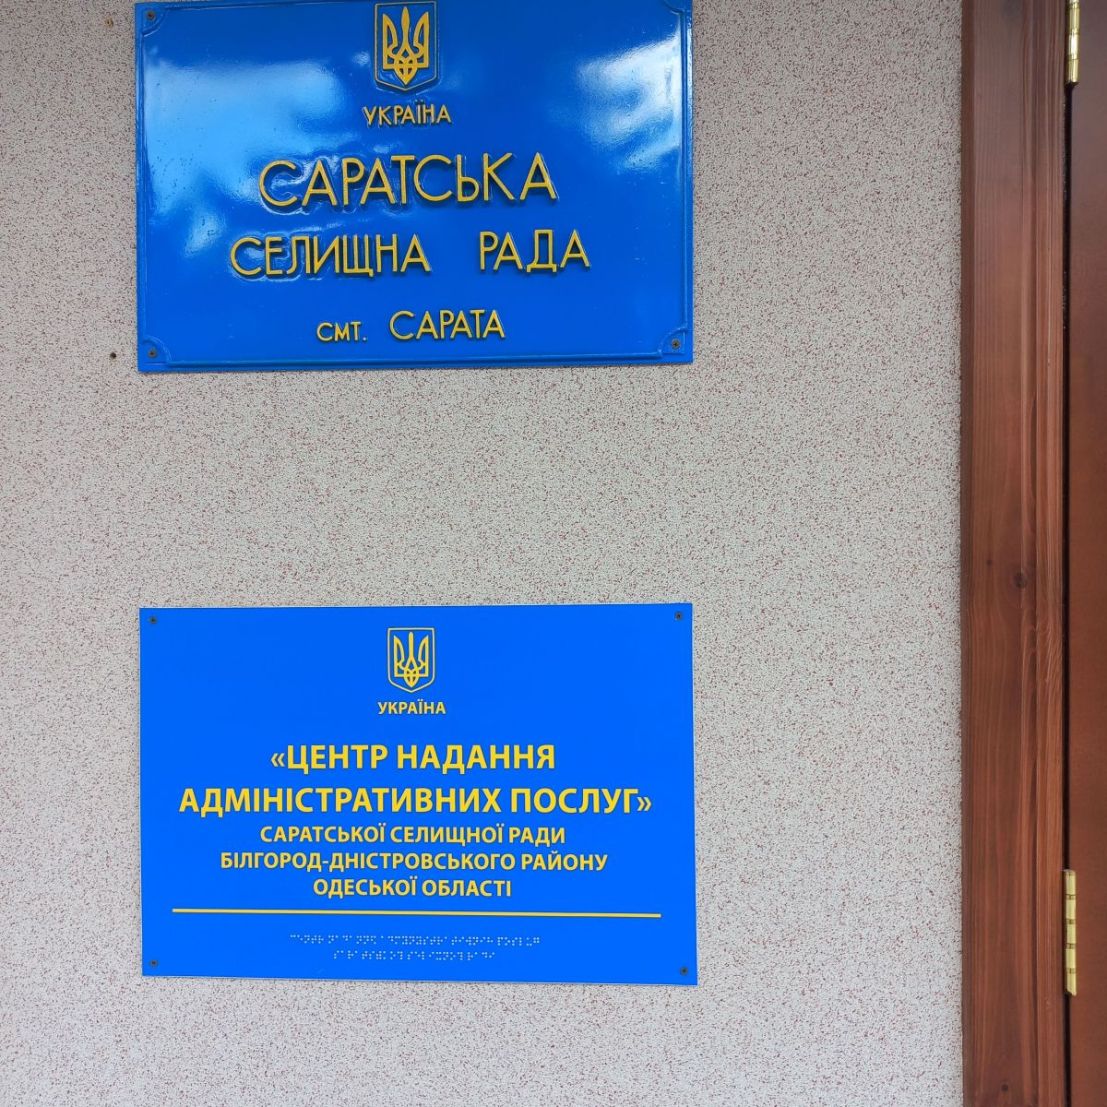 УКРАЇНА
САРАТСЬКА
СЕЛИЩНА РАДА
СМТ. САРАТА
УКРАЇНА
«ЦЕНТР НАДАННЯ
АДМІНІСТРАТИВНИХ ПОСЛУГ»
САРАТСЬКОЇ СЕЛИЩНОЇ РАДИ
БІЛГОРОД-ДНІСТРОВСЬКОГО РАЙОНУ
ОДЕСЬКОЇ ОБЛАСТІ